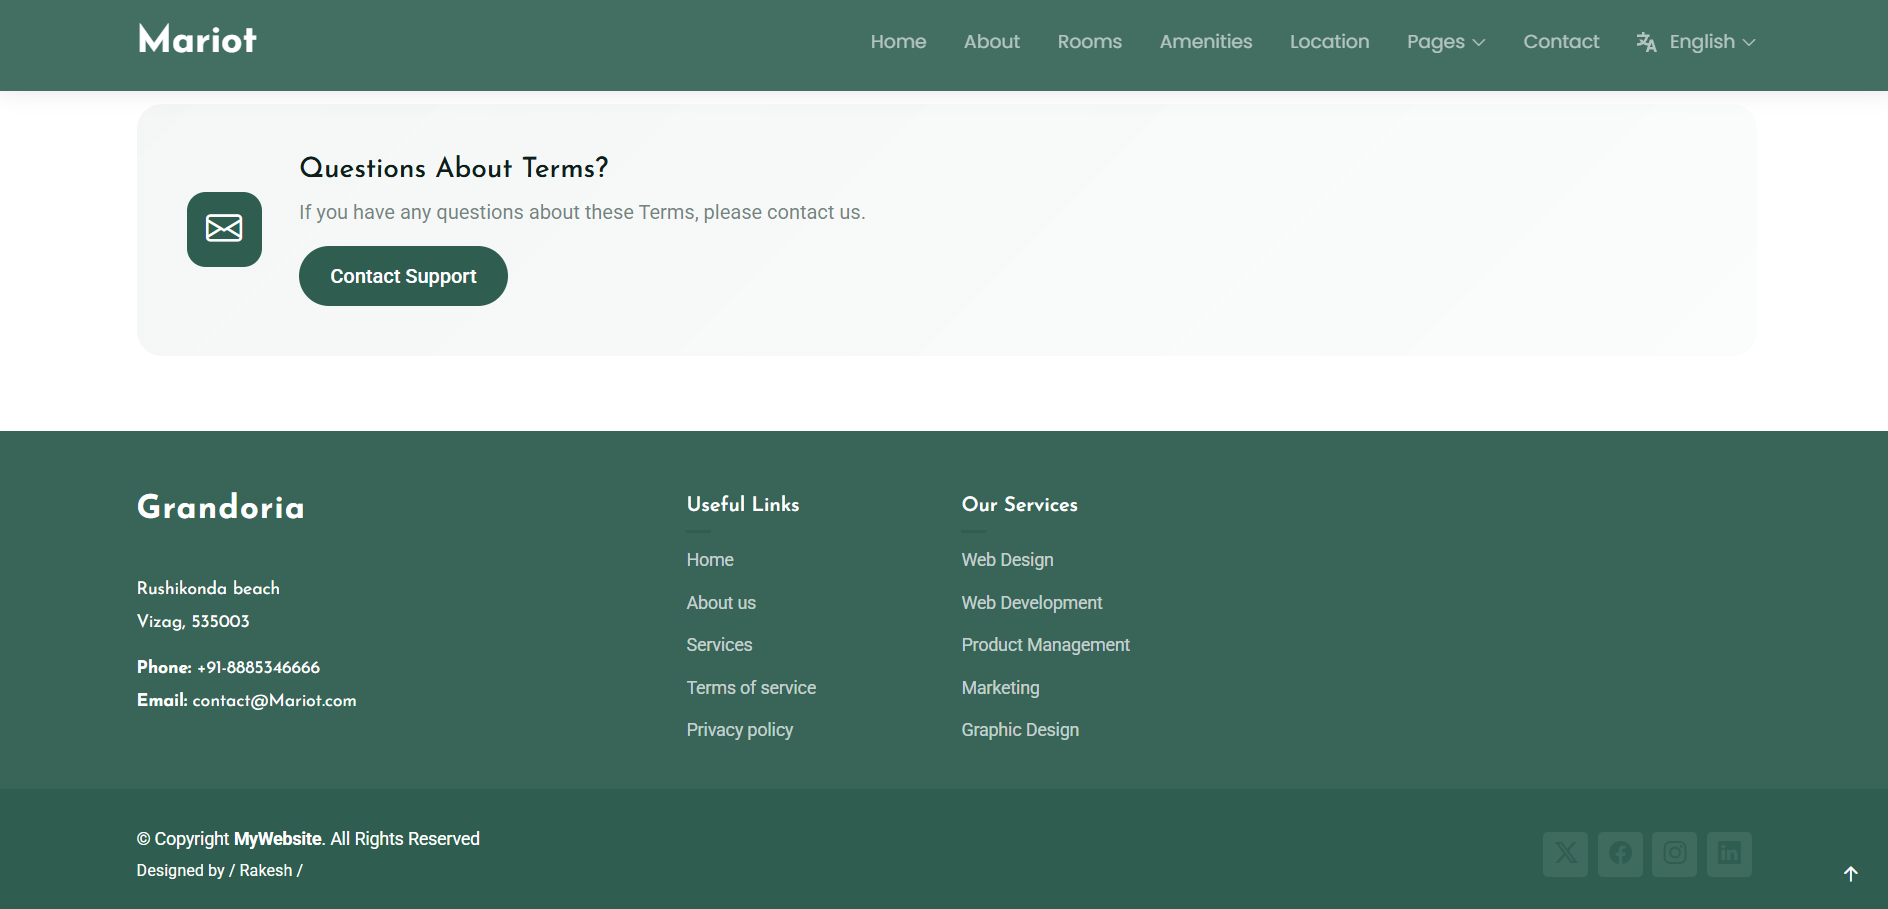 Mariot
Home About Rooms Amenities Location Pages Contact English
Questions About Terms?
If you have any questions about these Terms, please contact us.
Contact Support
Grandoria
Rushikonda beach
Vizag, 535003
Phone: +91-8885346666
Email: contact@Mariot.com
Useful Links
Home
About us
Services
Terms of service
Privacy policy
Our Services
Web Design
Web Development
Product Management
Marketing
Graphic Design
© Copyright MyWebsite. All Rights Reserved
Designed by / Rakesh /